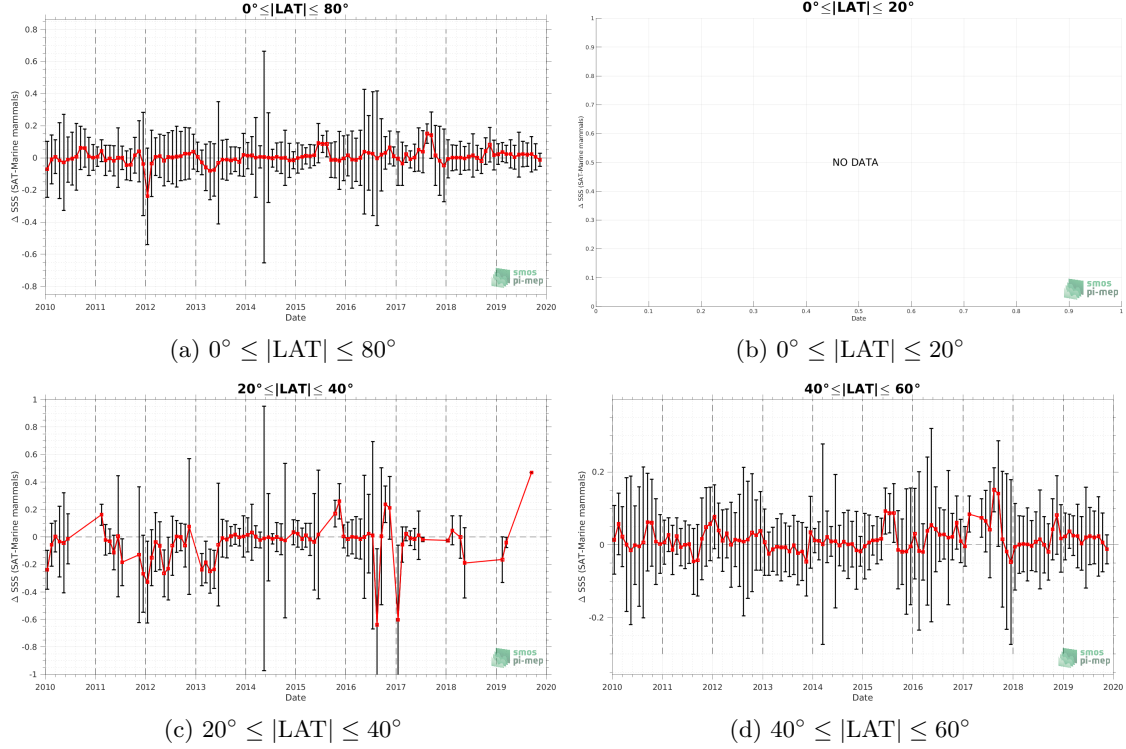 0°≤|LAT|≤ 80°
Δ SSS (SAT-Marine mammals)
0.8
0.6
0.4
0.2
0
-0.2
-0.4
-0.6
-0.8
2010 2011 2012 2013 2014 2015 2016 2017 2018 2019 2020
Date
smos
pi-mep
(a) 0° ≤ |LAT| ≤ 80°
0°≤|LAT|≤ 20°
Δ SSS (SAT-Marine mammals)
1
0.9
0.8
0.7
0.6
0.5
0.4
0.3
0.2
0.1
0
NO DATA
0 0.1 0.2 0.3 0.4 0.5 0.6 0.7 0.8 0.9 1
Date
smos
pi-mep
(b) 0° ≤ |LAT| ≤ 20°
20°≤|LAT|≤ 40°
Δ SSS (SAT-Marine mammals)
1
0.8
0.6
0.4
0.2
0
-0.2
-0.4
-0.6
-0.8
-1
2010 2011 2012 2013 2014 2015 2016 2017 2018 2019 2020
Date
smos
pi-mep
(c) 20° ≤ |LAT| ≤ 40°
40°≤|LAT|≤ 60°
Δ SSS (SAT-Marine mammals)
0.2
0
-0.2
2010 2011 2012 2013 2014 2015 2016 2017 2018 2019 2020
Date
smos
pi-mep
(d) 40° ≤ |LAT| ≤ 60°